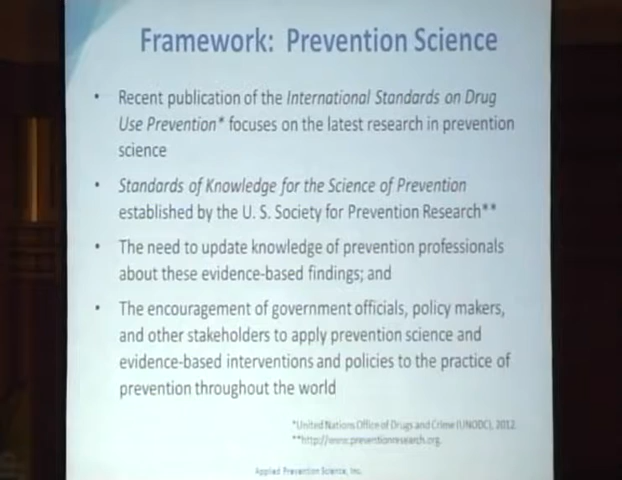 Framework: Prevention Science
• Recent publication of the International Standards on Drug
Use Prevention* focuses on the latest research in prevention
science
• Standards of Knowledge for the Science of Prevention
established by the U. S. Society for Prevention Research**
• The need to update knowledge of prevention professionals
about these evidence-based findings; and
• The encouragement of government officials, policy makers,
and other stakeholders to apply prevention science and
evidence-based interventions and policies to the practice of
prevention throughout the world
*United Nations Office of Drugs and Crime (UNODC), 2012.
**http://www.preventionresearch.org.
Applied Prevention Science, Inc.